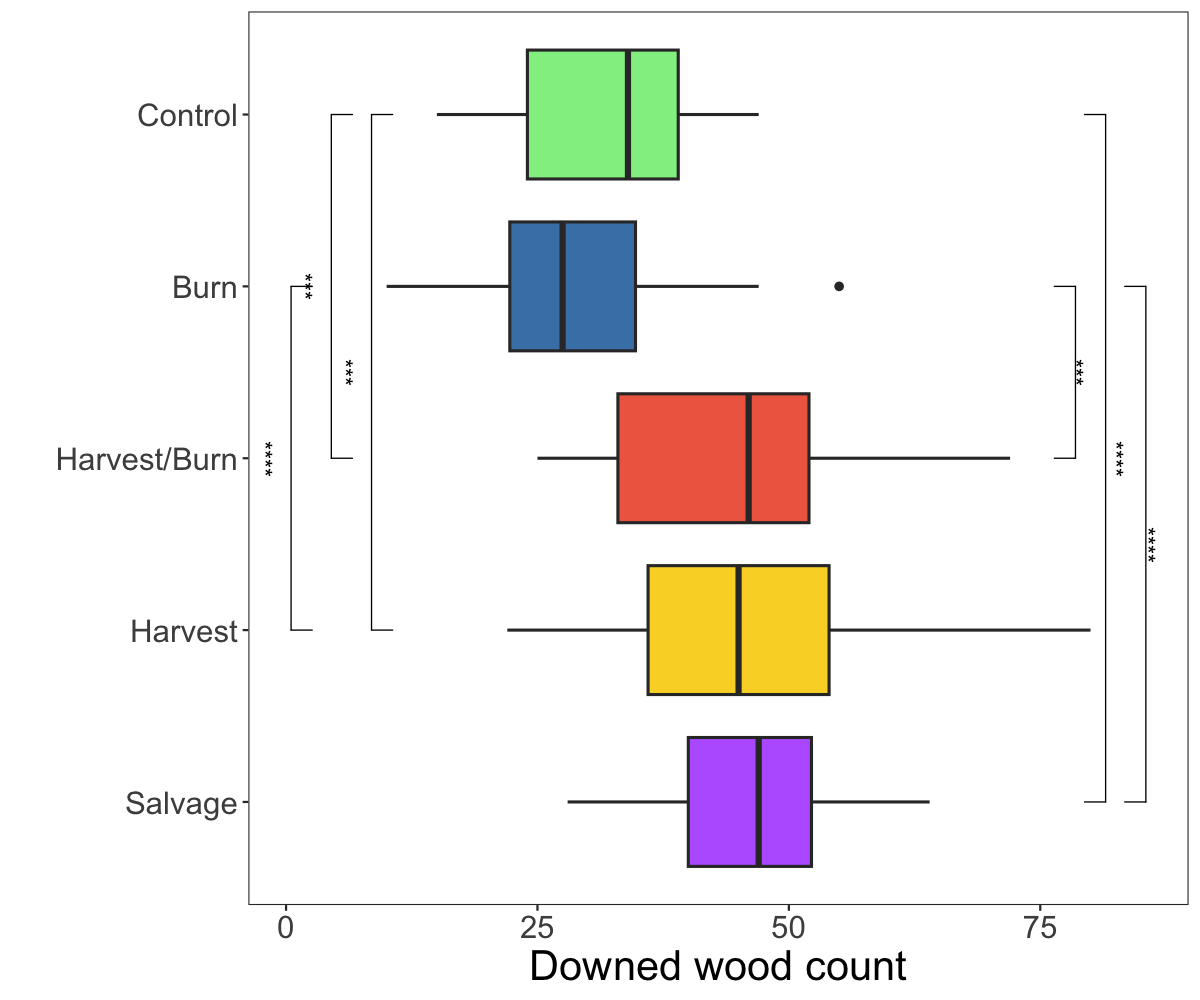 Control
Burn
Harvest/Burn
Harvest
Salvage
***
***
****
***
****
****
0 25 50 75
Downed wood count